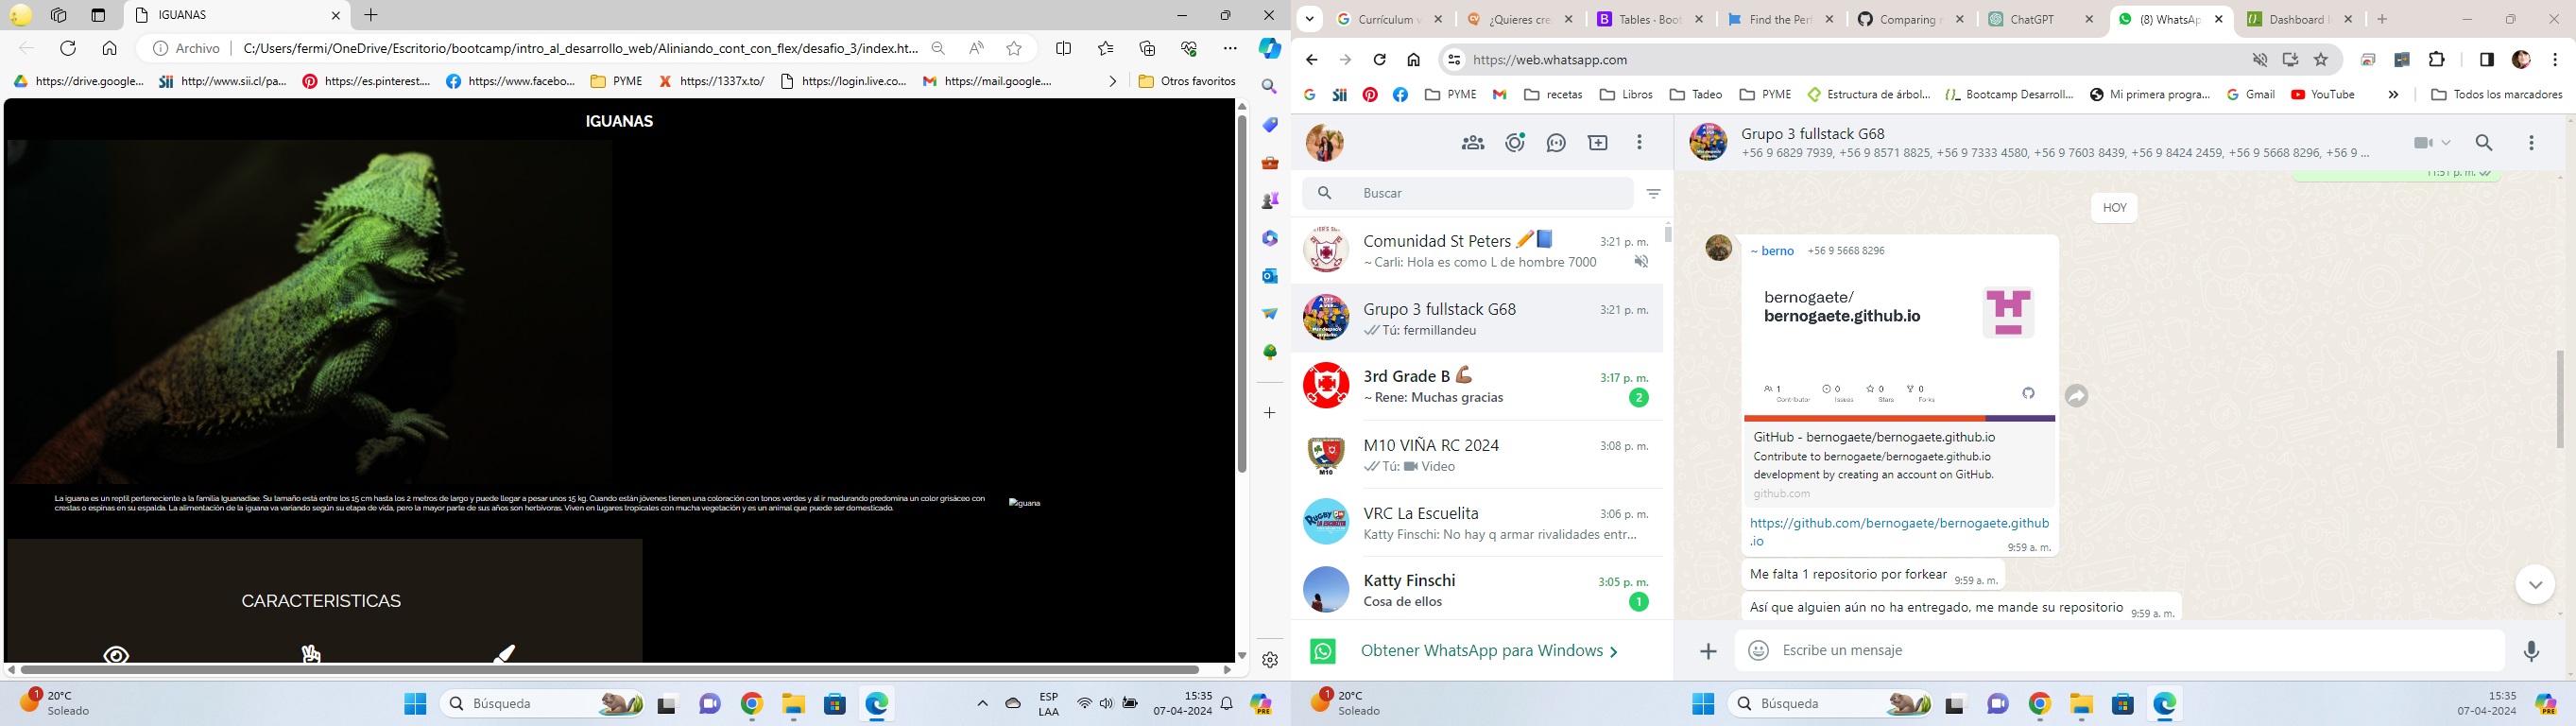 IGUANAS
Archivo
C:/Users/fermi/OneDrive/Escritorio/bootcamp/intro_al_desarrollo_web/Aliniando_cont_con_flex/desafio_3/index.ht...
https://drive.google...
http://www.sii.cl/pa...
https://es.pinterest....
https://www.facebo...
PYME
https://1337x.to/
https://login.live.co...
https://mail.google....
Otros favoritos
IGUANAS
La iguana es un reptil perteneciente a la familia Iguanadiae. Su tamaño está entre los 15 cm hasta los 2 metros de largo y puede llegar a pesar unos 15 kg. Cuando están jóvenes tienen una coloración con tonos verdes y al ir madurando predomina un color grisáceo con
crestas o espinas en su espalda. La alimentación de la iguana va variando según su etapa de vida, pero la mayor parte de sus años son herbívoras. Viven en lugares tropicales con mucha vegetación y es un animal que puede ser domesticado.
iguana
CARACTERISTICAS
1
20°C
Soleado
Búsqueda
ESP
LAA
15:35
07-04-2024
PRE
Currículum v
¿Quieres cre
Tables · Boot
Find the Perf
Comparing
ChatGPT
(8) WhatsAp
Dashboard
https://web.whatsapp.com
PYME
recetas
Libros
Tadeo
PYME
Estructura de árbol...
Bootcamp Desarroll...
Mi primera progra...
Gmail
YouTube
Todos los marcadores
Buscar
Comunidad St Peters
3:21 p. m.
~ Carli: Hola es como L de hombre 7000
Grupo 3 fullstack G68
3:21 p. m.
Tú: fermillandeu
3rd Grade B
3:17 p. m.
~ Rene: Muchas gracias
2
M10 VIÑA RC 2024
3:08 p. m.
Tú: Video
VRC La Escuelita
3:06 p. m.
Katty Finschi: No hay q armar rivalidades entr...
Katty Finschi
3:05 p. m.
Cosa de ellos
1
Obtener WhatsApp para Windows
Grupo 3 fullstack G68
+56 9 6829 7939, +56 9 8571 8825, +56 9 7333 4580, +56 9 7603 8439, +56 9 8424 2459, +56 9 5668 8296, +56 9 ...
11:51 p. m.
HOY
~ berno +56 9 5668 8296
bernogaete/
bernogaete.github.io
1
Contributor
0
Issues
0
Stars
0
Forks
GitHub - bernogaete/bernogaete.github.io
Contribute to bernogaete/bernogaete.github.io
development by creating an account on GitHub.
github.com
https://github.com/bernogaete/bernogaete.github
.io
9:59 a. m.
Me falta 1 repositorio por forkear 9:59 a. m.
Así que alguien aún no ha entregado, me mande su repositorio 9:59 a. m.
Escribe un mensaje
1
20°C
Soleado
Búsqueda
15:35
07-04-2024
PRE